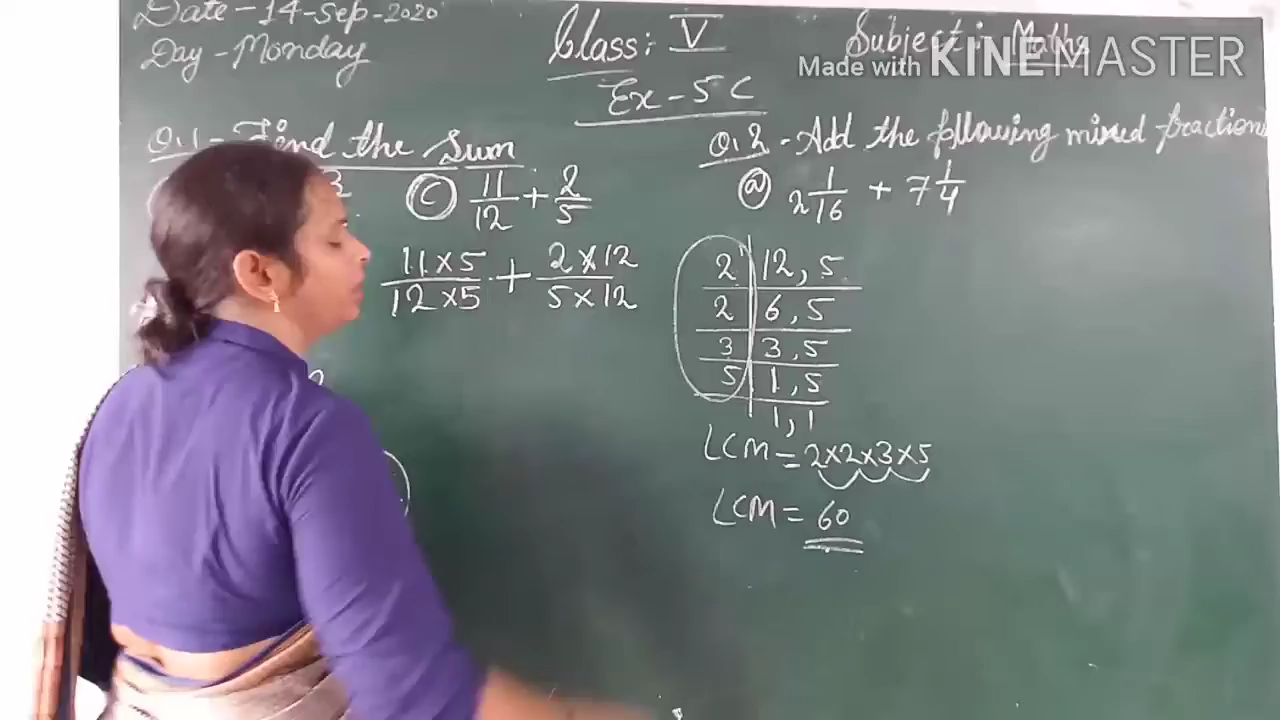 Date - 14 - Sep - 2020
Day - Monday
Class: V
Subject :- Maths
Made with KINEMASTER
Ex - 5 C
Q.1 - Find the Sum
(C) 11/12 + 2/5
11×5/12×5 + 2×12/5×12
Q.2 - Add the following mixed fractions
(a) 2 1/16 + 7 1/4
2 | 12, 5
2 | 6, 5
3 | 3, 5
5 | 1, 5
1, 1
LCM = 2×2×3×5
LCM = 60